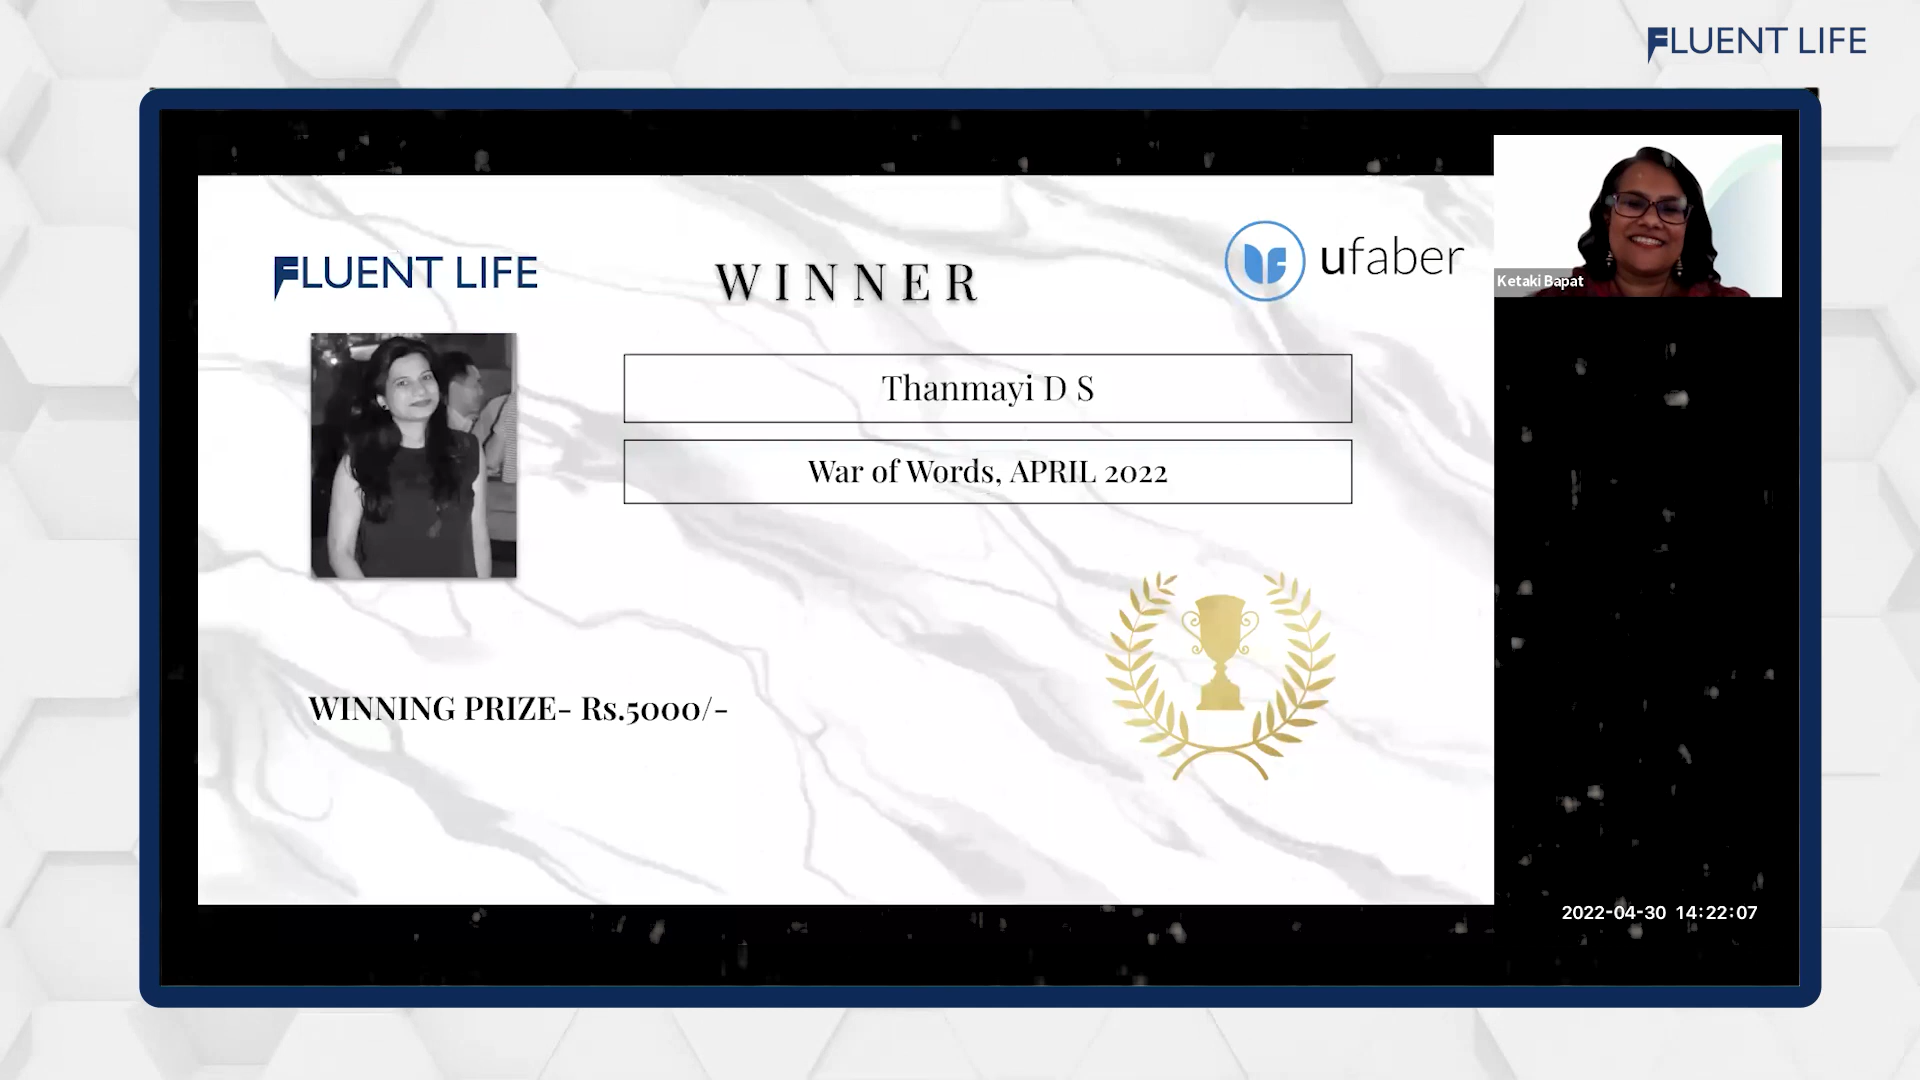 FLUENT LIFE
FLUENT LIFE
WINNER
ufaber
Ketaki Bapat
Thanmayi D S
War of Words, APRIL 2022
WINNING PRIZE- Rs.5000/-
2022-04-30 14:22:07